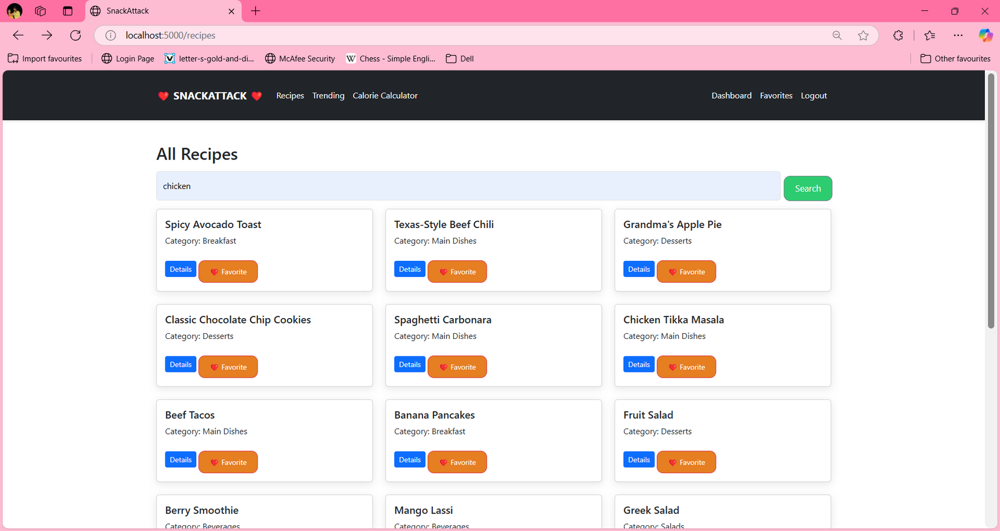 SnackAttack
localhost:5000/recipes
Import favourites
Login Page
letter-s-gold-and-di...
McAfee Security
W Chess - Simple Engli...
Dell
Other favourites
SNACKATTACK
Recipes
Trending
Calorie Calculator
Dashboard
Favorites
Logout
All Recipes
chicken
Search
Spicy Avocado Toast
Category: Breakfast
Details
Favorite
Texas-Style Beef Chili
Category: Main Dishes
Details
Favorite
Grandma's Apple Pie
Category: Desserts
Details
Favorite
Classic Chocolate Chip Cookies
Category: Desserts
Details
Favorite
Spaghetti Carbonara
Category: Main Dishes
Details
Favorite
Chicken Tikka Masala
Category: Main Dishes
Details
Favorite
Beef Tacos
Category: Main Dishes
Details
Favorite
Banana Pancakes
Category: Breakfast
Details
Favorite
Fruit Salad
Category: Desserts
Details
Favorite
Berry Smoothie
Category: Beverages
Mango Lassi
Category: Beverages
Greek Salad
Category: Salads